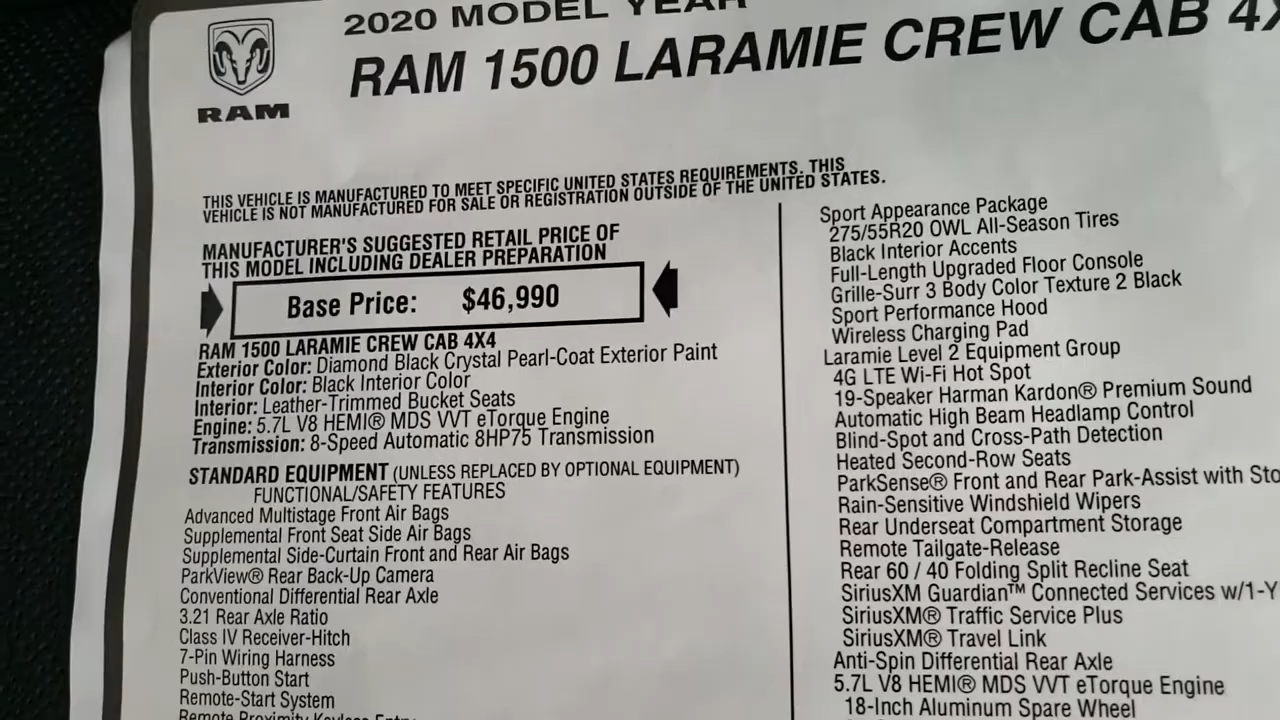 2020 MODEL YEAR
RAM 1500 LARAMIE CREW CAB
RAM
THIS VEHICLE IS MANUFACTURED TO MEET SPECIFIC UNITED STATES REQUIREMENTS. THIS
VEHICLE IS NOT MANUFACTURED FOR SALE OR REGISTRATION OUTSIDE OF THE UNITED STATES.
MANUFACTURER'S SUGGESTED RETAIL PRICE OF
THIS MODEL INCLUDING DEALER PREPARATION
Base Price: $46,990
RAM 1500 LARAMIE CREW CAB 4X4
Exterior Color: Diamond Black Crystal Pearl-Coat Exterior Paint
Interior Color: Black Interior Color
Interior: Leather-Trimmed Bucket Seats
Engine: 5.7L V8 HEMI® MDS VVT eTorque Engine
Transmission: 8-Speed Automatic 8HP75 Transmission
STANDARD EQUIPMENT (UNLESS REPLACED BY OPTIONAL EQUIPMENT)
FUNCTIONAL/SAFETY FEATURES
Advanced Multistage Front Air Bags
Supplemental Front Seat Side Air Bags
Supplemental Side-Curtain Front and Rear Air Bags
ParkView® Rear Back-Up Camera
Conventional Differential Rear Axle
3.21 Rear Axle Ratio
Class IV Receiver-Hitch
7-Pin Wiring Harness
Push-Button Start
Remote-Start System
Remote Proximity Keyless Entry
Sport Appearance Package
275/55R20 OWL All-Season Tires
Black Interior Accents
Full-Length Upgraded Floor Console
Grille-Surr 3 Body Color Texture 2 Black
Sport Performance Hood
Wireless Charging Pad
Laramie Level 2 Equipment Group
4G LTE Wi-Fi Hot Spot
19-Speaker Harman Kardon® Premium Sound
Automatic High Beam Headlamp Control
Blind-Spot and Cross-Path Detection
Heated Second-Row Seats
ParkSense® Front and Rear Park-Assist with Sto
Rain-Sensitive Windshield Wipers
Rear Underseat Compartment Storage
Remote Tailgate-Release
Rear 60 / 40 Folding Split Recline Seat
SiriusXM Guardian™ Connected Services w/1-Y
SiriusXM® Traffic Service Plus
SiriusXM® Travel Link
Anti-Spin Differential Rear Axle
5.7L V8 HEMI® MDS VVT eTorque Engine
18-Inch Aluminum Spare Wheel